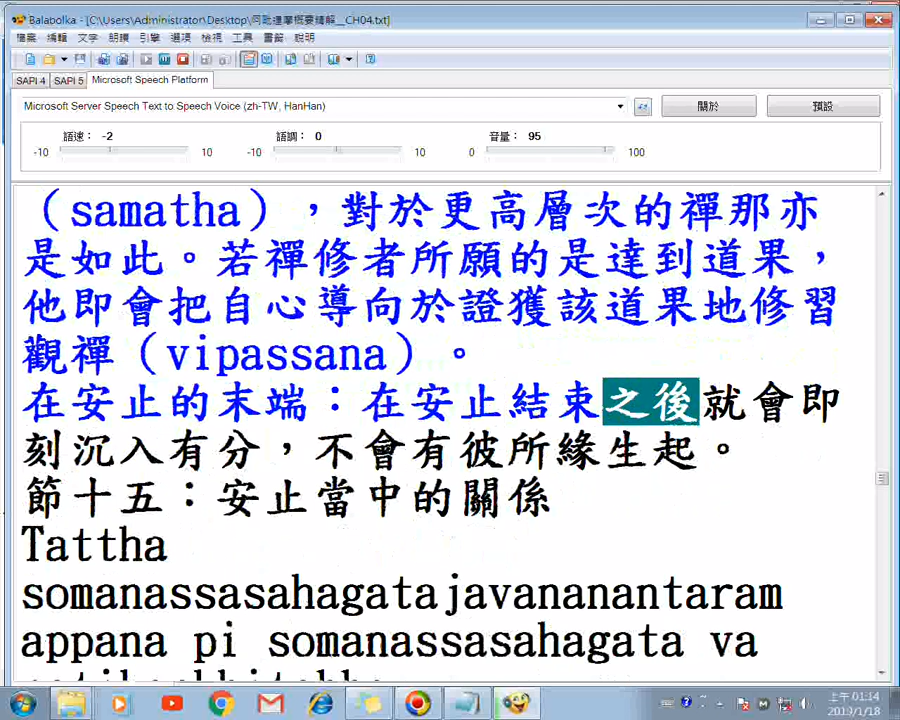 Balabolka - [C:\Users\Administrator\Desktop\阿毗達摩概要精解__CH04.txt]
檔案 編輯 文字 朗讀 引擎 選項 檢視 工具 書籤 說明
SAPI 4 SAPI 5 Microsoft Speech Platform
Microsoft Server Speech Text to Speech Voice (zh-TW, HanHan) 關於 預設
語速： -2 語調： 0 音量： 95
-10 10 -10 10 0 100
（samatha），對於更高層次的禪那亦
是如此。若禪修者所願的是達到道果，
他即會把自心導向於證獲該道果地修習
觀禪（vipassana）。
在安止的末端：在安止結束之後就會即
刻沉入有分，不會有彼所緣生起。
節十五：安止當中的關係
Tattha
somanassasahagatajavananantaram
appana pi somanassasahagata va
上午 01:14
2019/1/18